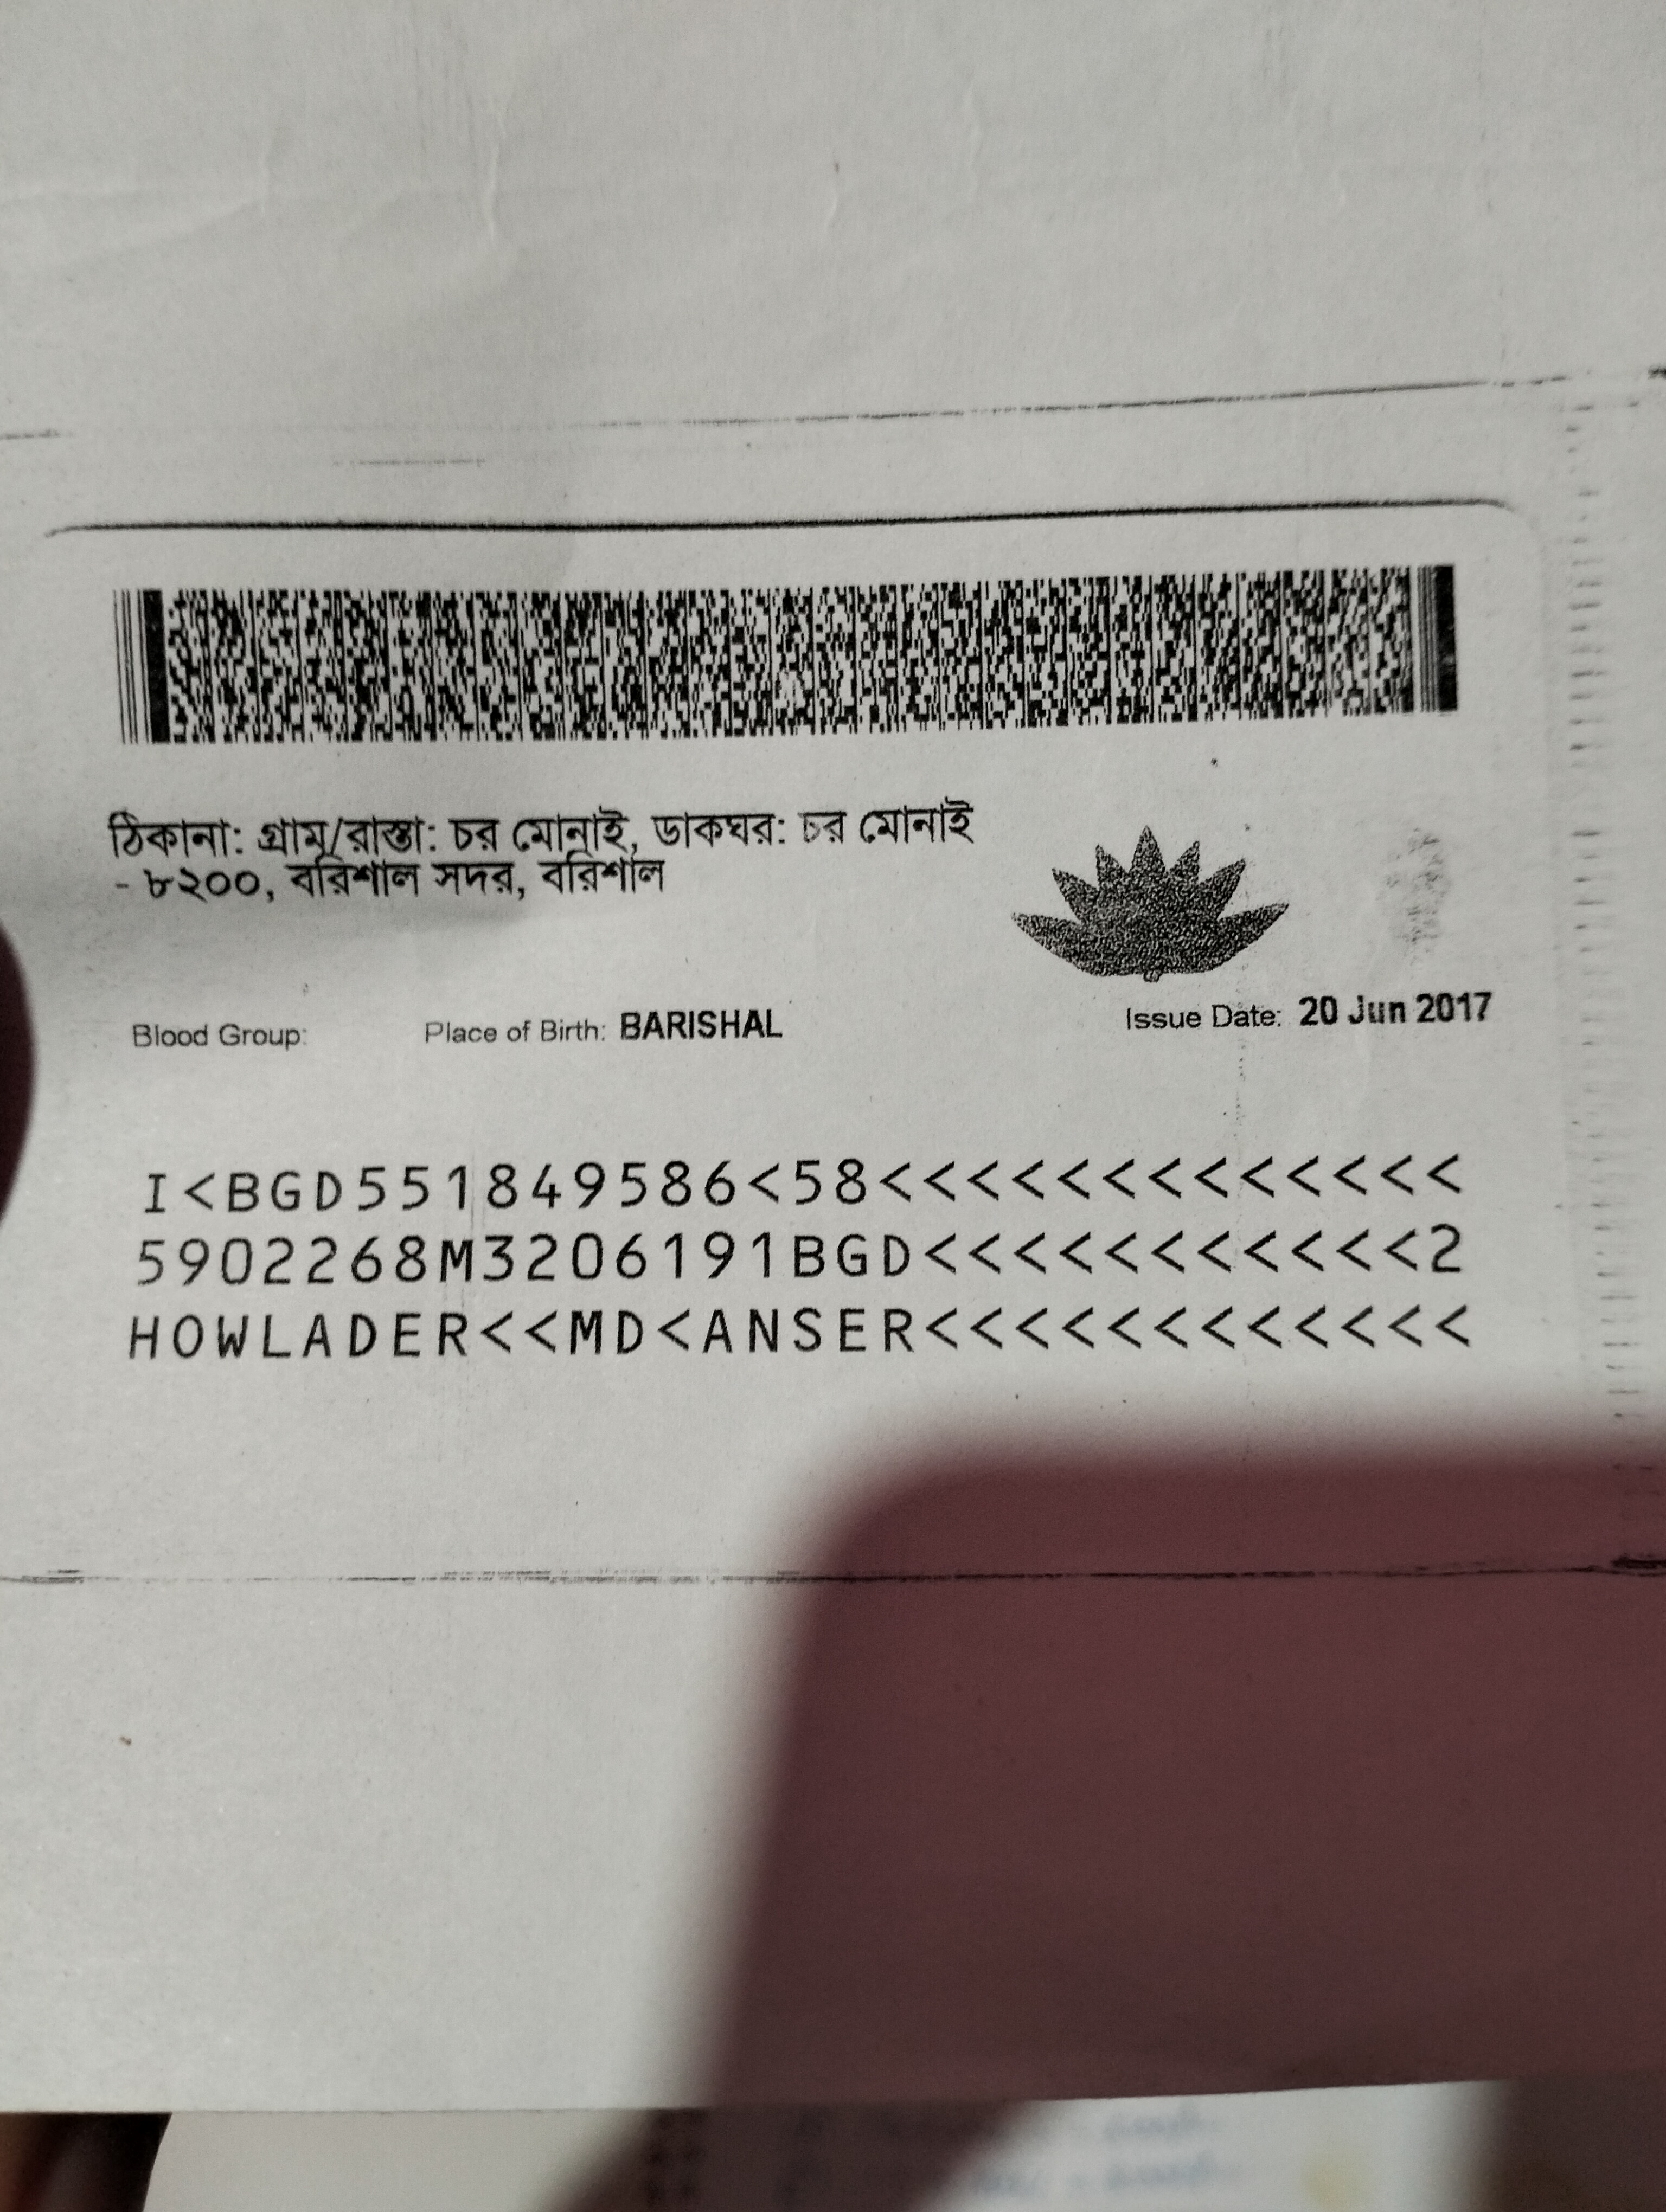 ঠিকানা: গ্রাম/রাস্তা: চর মোনাই, ডাকঘর: চর মোনাই
- ৮২০০, বরিশাল সদর, বরিশাল
Blood Group: Place of Birth: BARISHAL Issue Date: 20 Jun 2017
I<BGD551849586<58<<<<<<<<<<<<<
5902268M3206191BGD<<<<<<<<<<<2
HOWLADER<<MD<ANSER<<<<<<<<<<<<